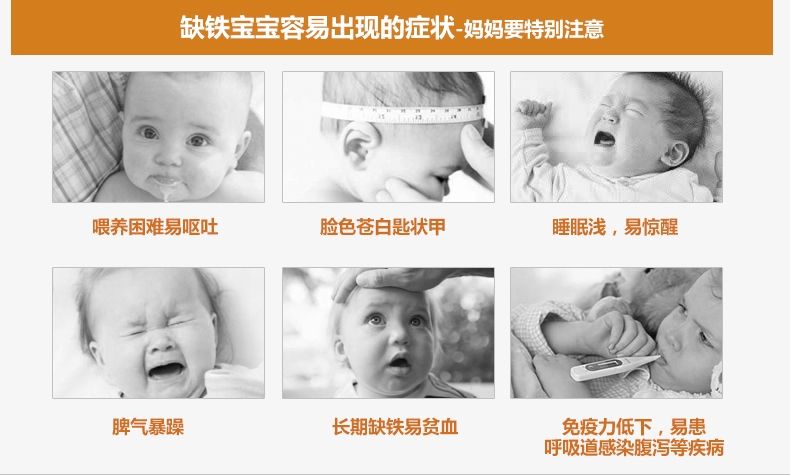 缺铁宝宝容易出现的症状-妈妈要特别注意
喂养困难易呕吐
脸色苍白匙状甲
睡眠浅，易惊醒
脾气暴躁
长期缺铁易贫血
免疫力低下，易患
呼吸道感染腹泻等疾病